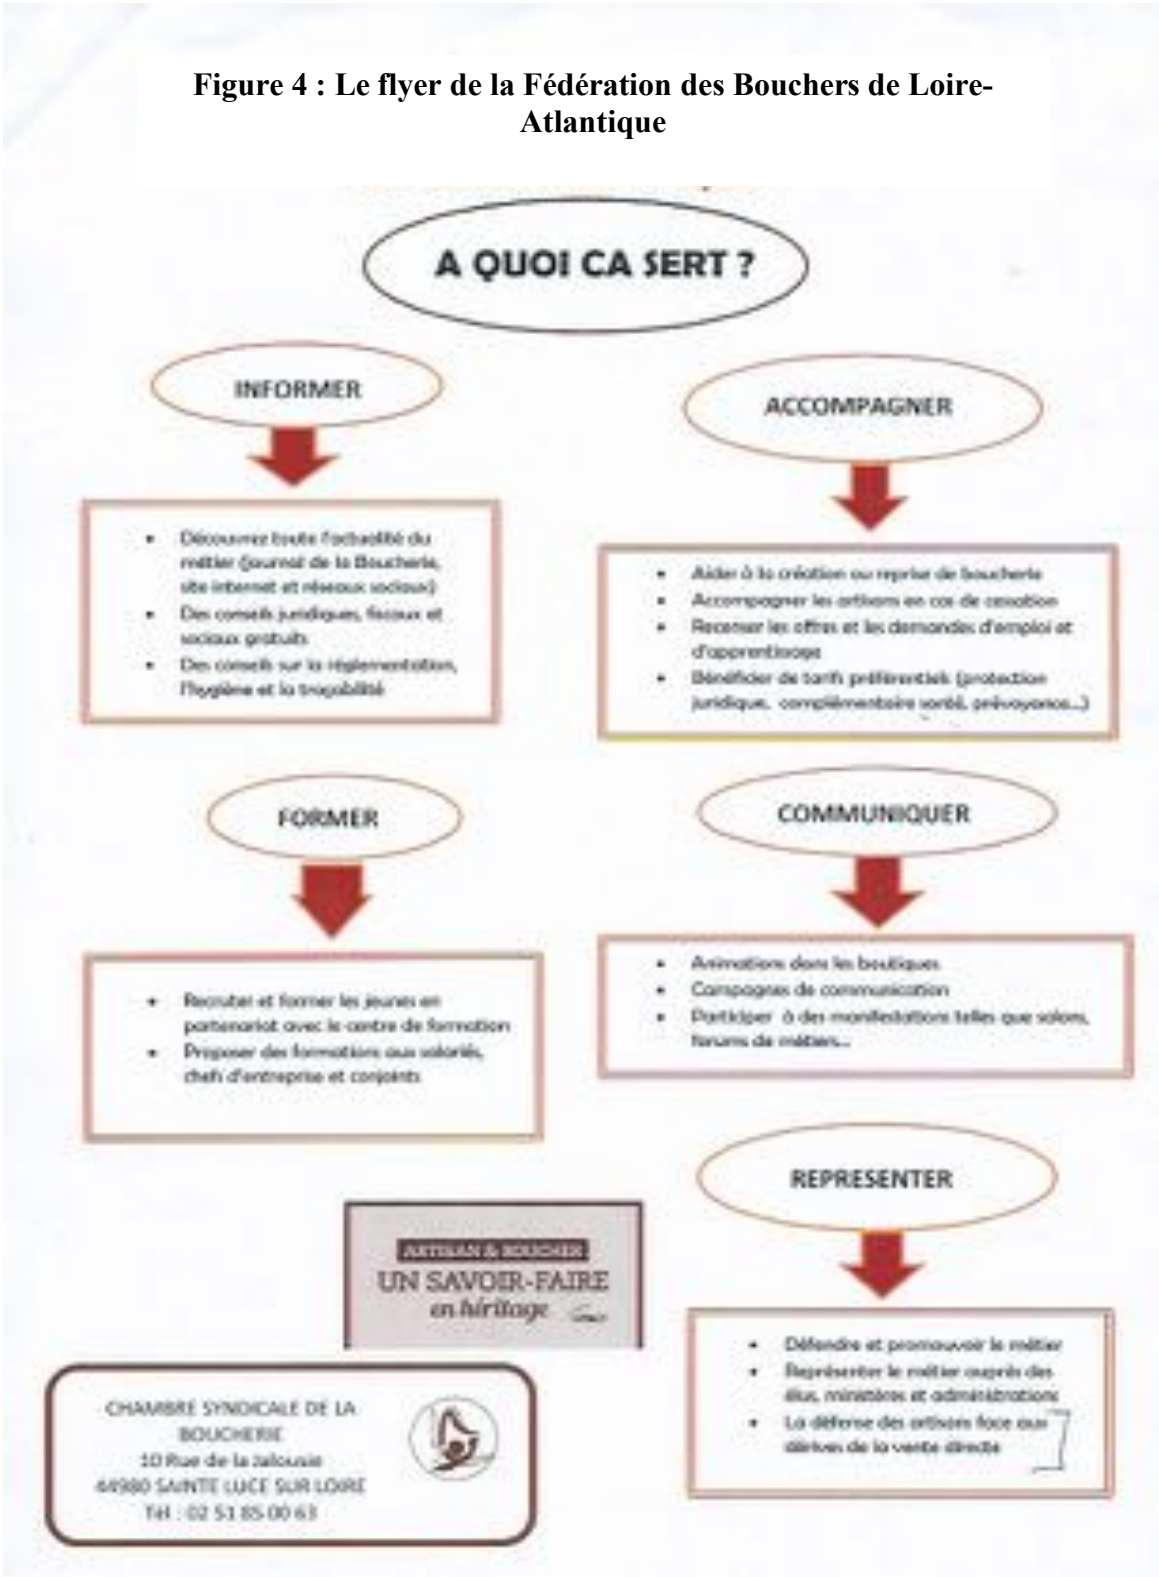 Figure 4 : Le flyer de la Fédération des Bouchers de Loire-
Atlantique
A QUOI CA SERT ?
INFORMER
• Découvrez toute l'actualité du
métier (journal de la Boucherie,
site internet et réseaux sociaux)
• Des conseils juridiques, fiscaux et
sociaux gratuits
• Des conseils sur la réglementation,
l'hygiène et la traçabilité
ACCOMPAGNER
• Aider à la création ou reprise de boucherie
• Accompagner les artisans en cas de cessation
• Recenser les offres et les demandes d'emploi et
d'apprentissage
• Bénéficier de tarifs préférentiels (protection
juridique, complémentaire santé, prévoyance...)
FORMER
• Recruter et former les jeunes en
partenariat avec le centre de formation
• Proposer des formations aux salariés,
chefs d'entreprise et conjoints
COMMUNIQUER
• Animations dans les boutiques
• Campagnes de communication
• Participer à des manifestations telles que salons,
forums de métiers...
REPRESENTER
• Défendre et promouvoir le métier
• Représenter le métier auprès des
élus, ministères et administrations
• La défense des artisans face aux
dérives de la vente directe
ARTISAN & BOUCHER
UN SAVOIR-FAIRE
en héritage
CHAMBRE SYNDICALE DE LA
BOUCHERIE
10 Rue de la Jalousie
44980 SAINTE LUCE SUR LOIRE
Tél : 02 51 85 00 63